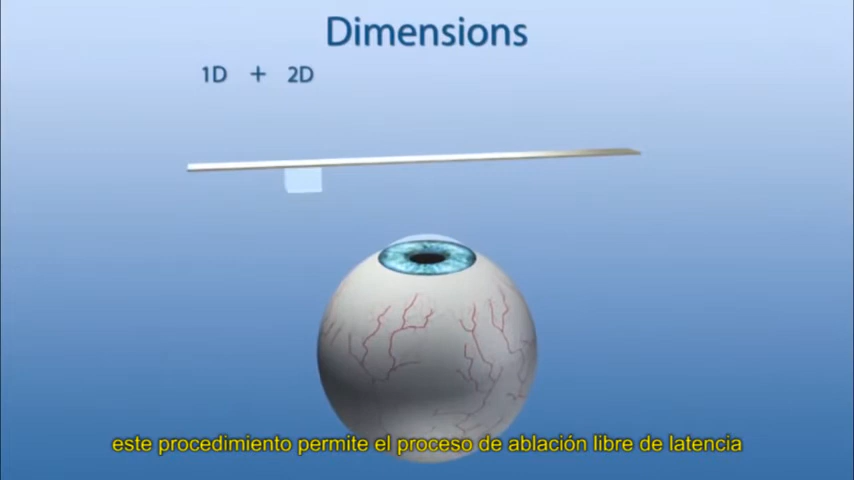 Dimensions
1D + 2D
este procedimiento permite el proceso de ablación libre de latencia